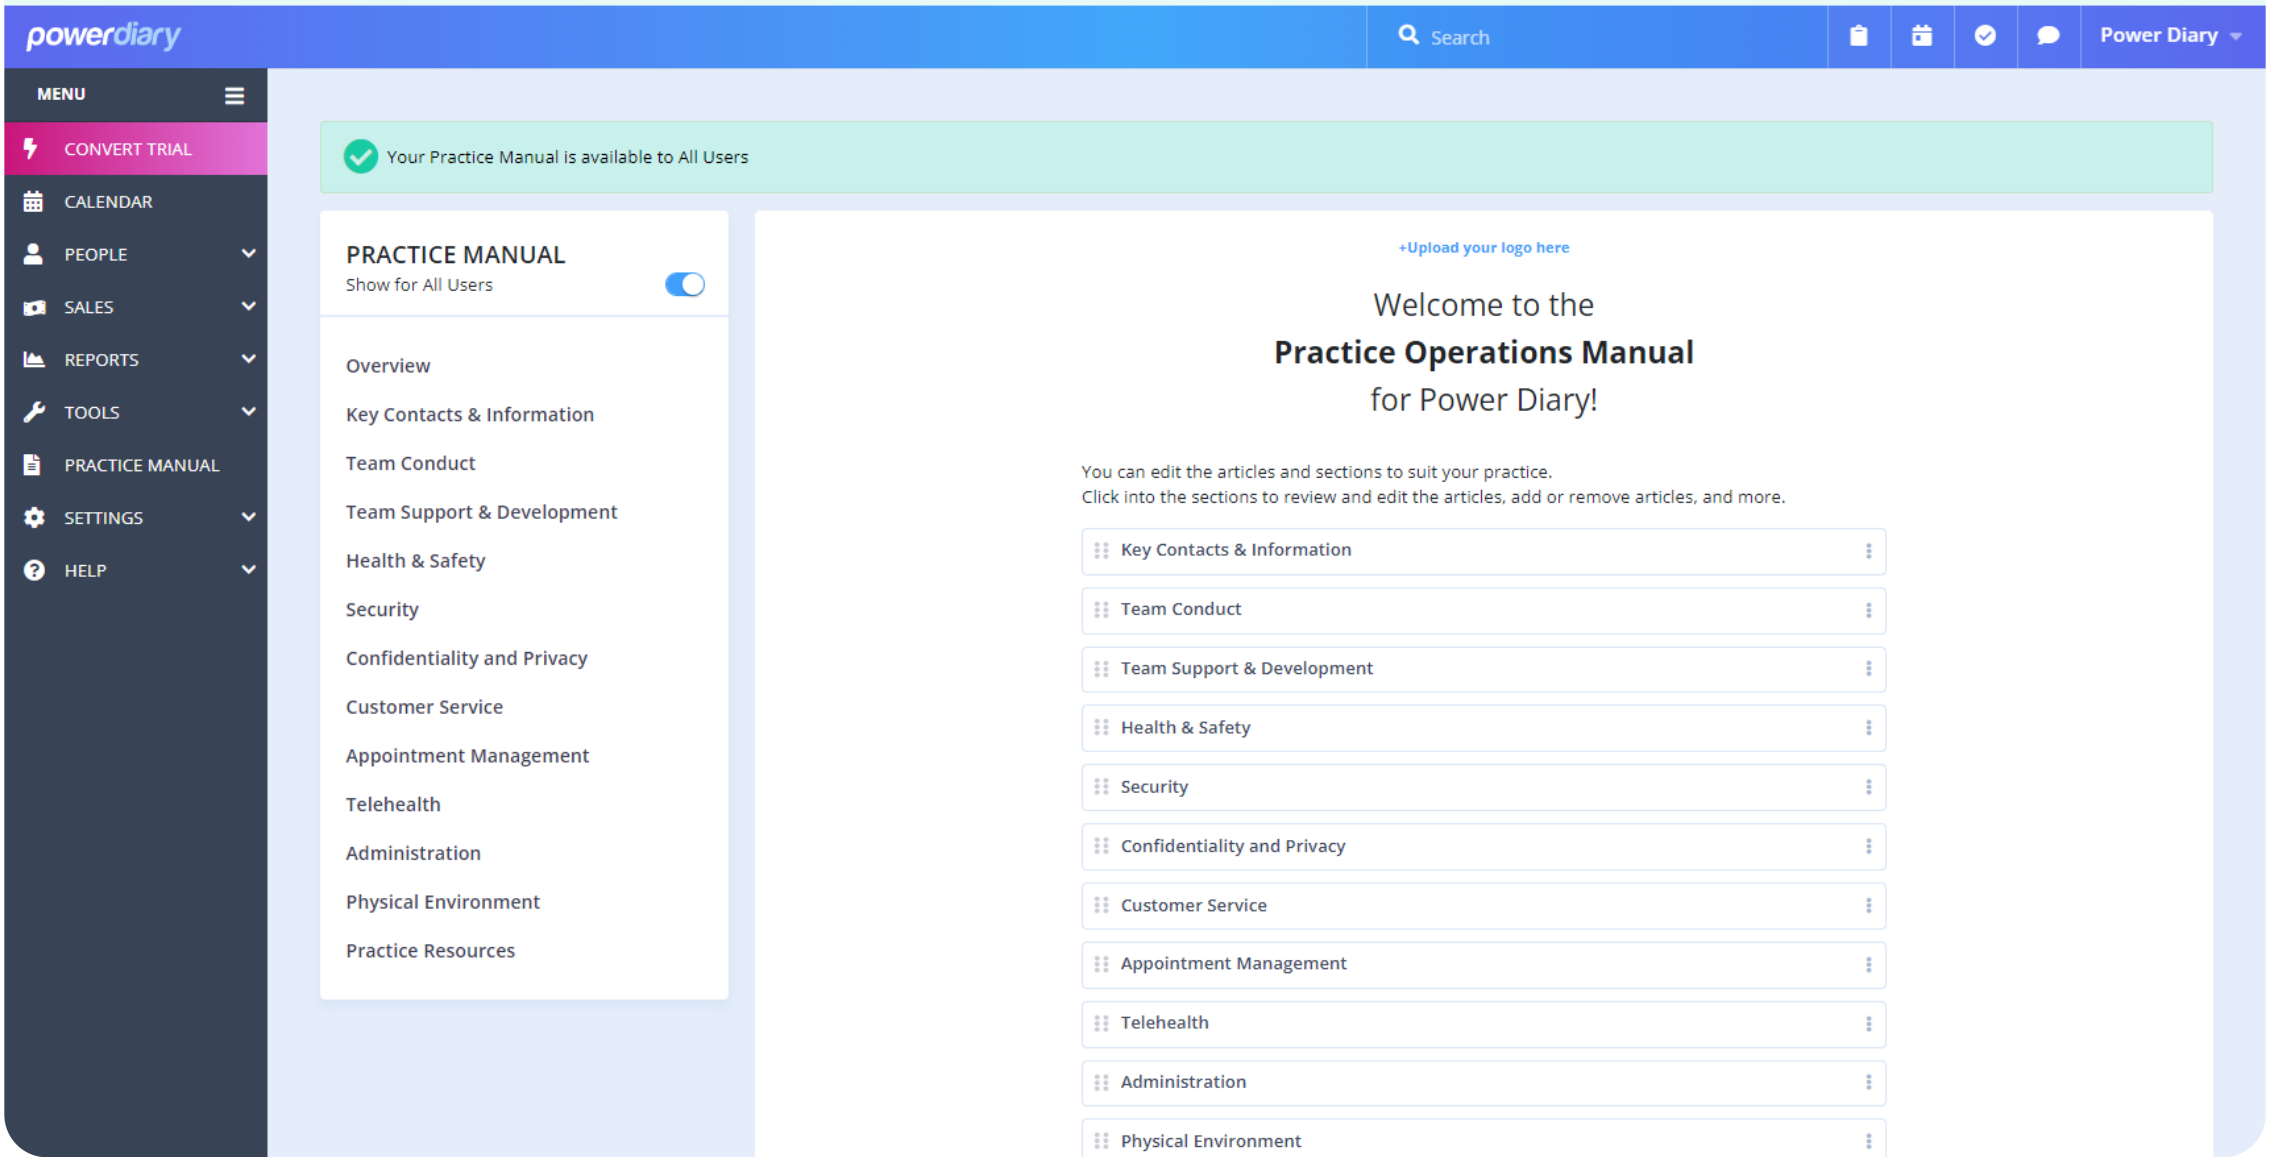 powerdiary
Search
Power Diary
MENU
CONVERT TRIAL
CALENDAR
PEOPLE
SALES
REPORTS
TOOLS
PRACTICE MANUAL
SETTINGS
HELP
Your Practice Manual is available to All Users
PRACTICE MANUAL
Show for All Users
Overview
Key Contacts & Information
Team Conduct
Team Support & Development
Health & Safety
Security
Confidentiality and Privacy
Customer Service
Appointment Management
Telehealth
Administration
Physical Environment
Practice Resources
+Upload your logo here
Welcome to the
Practice Operations Manual
for Power Diary!
You can edit the articles and sections to suit your practice.
Click into the sections to review and edit the articles, add or remove articles, and more.
Key Contacts & Information
Team Conduct
Team Support & Development
Health & Safety
Security
Confidentiality and Privacy
Customer Service
Appointment Management
Telehealth
Administration
Physical Environment